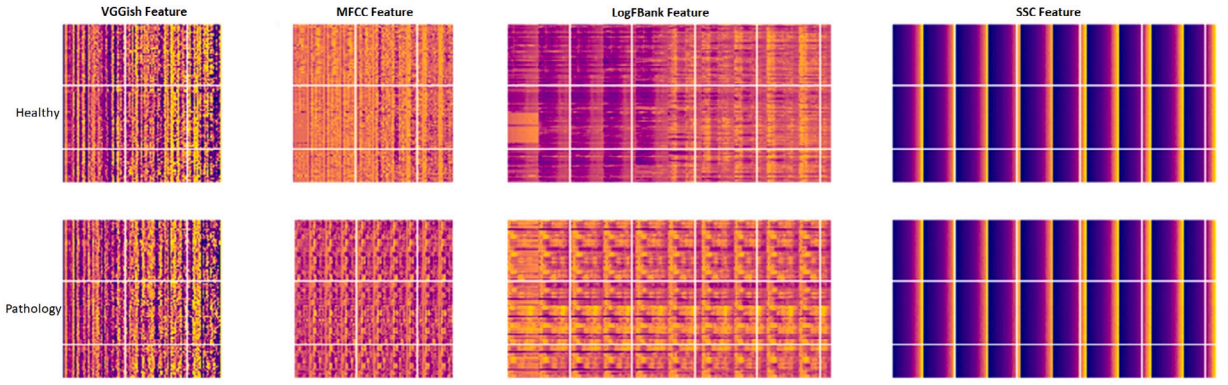 VGGish Feature
MFCC Feature
LogFBank Feature
SSC Feature
Healthy
Pathology